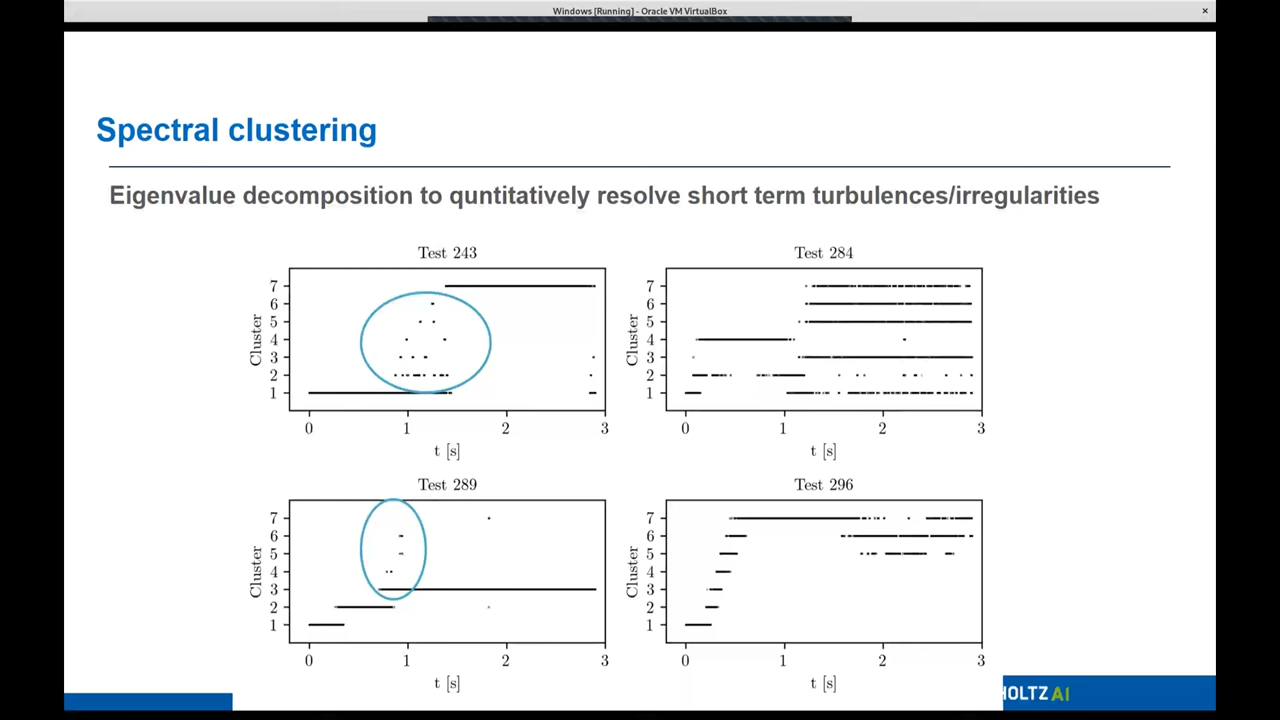 Windows [Running] - Oracle VM VirtualBox
×
Spectral clustering
Eigenvalue decomposition to quntitatively resolve short term turbulences/irregularities
Test 243
7
6
5
4
3
2
1
Cluster
0 1 2 3
t [s]
Test 284
7
6
5
4
3
2
1
Cluster
0 1 2 3
t [s]
Test 289
7
6
5
4
3
2
1
Cluster
0 1 2 3
t [s]
Test 296
7
6
5
4
3
2
1
Cluster
0 1 2 3
t [s]
HOLTZ AI